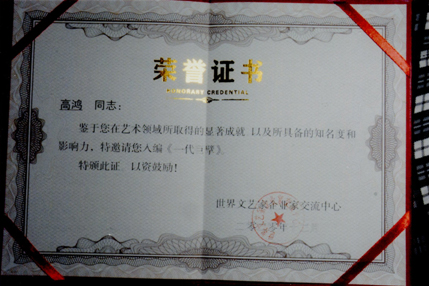 荣誉证书
HONORARY CREDENTIAL
高鸿 同志：
鉴于您在艺术领域所取得的显著成就 以及所具备的知名度和
影响力，特邀请您入编《一代 擘》
特颁此证 以资鼓励！
世界文艺家企业家交流中心